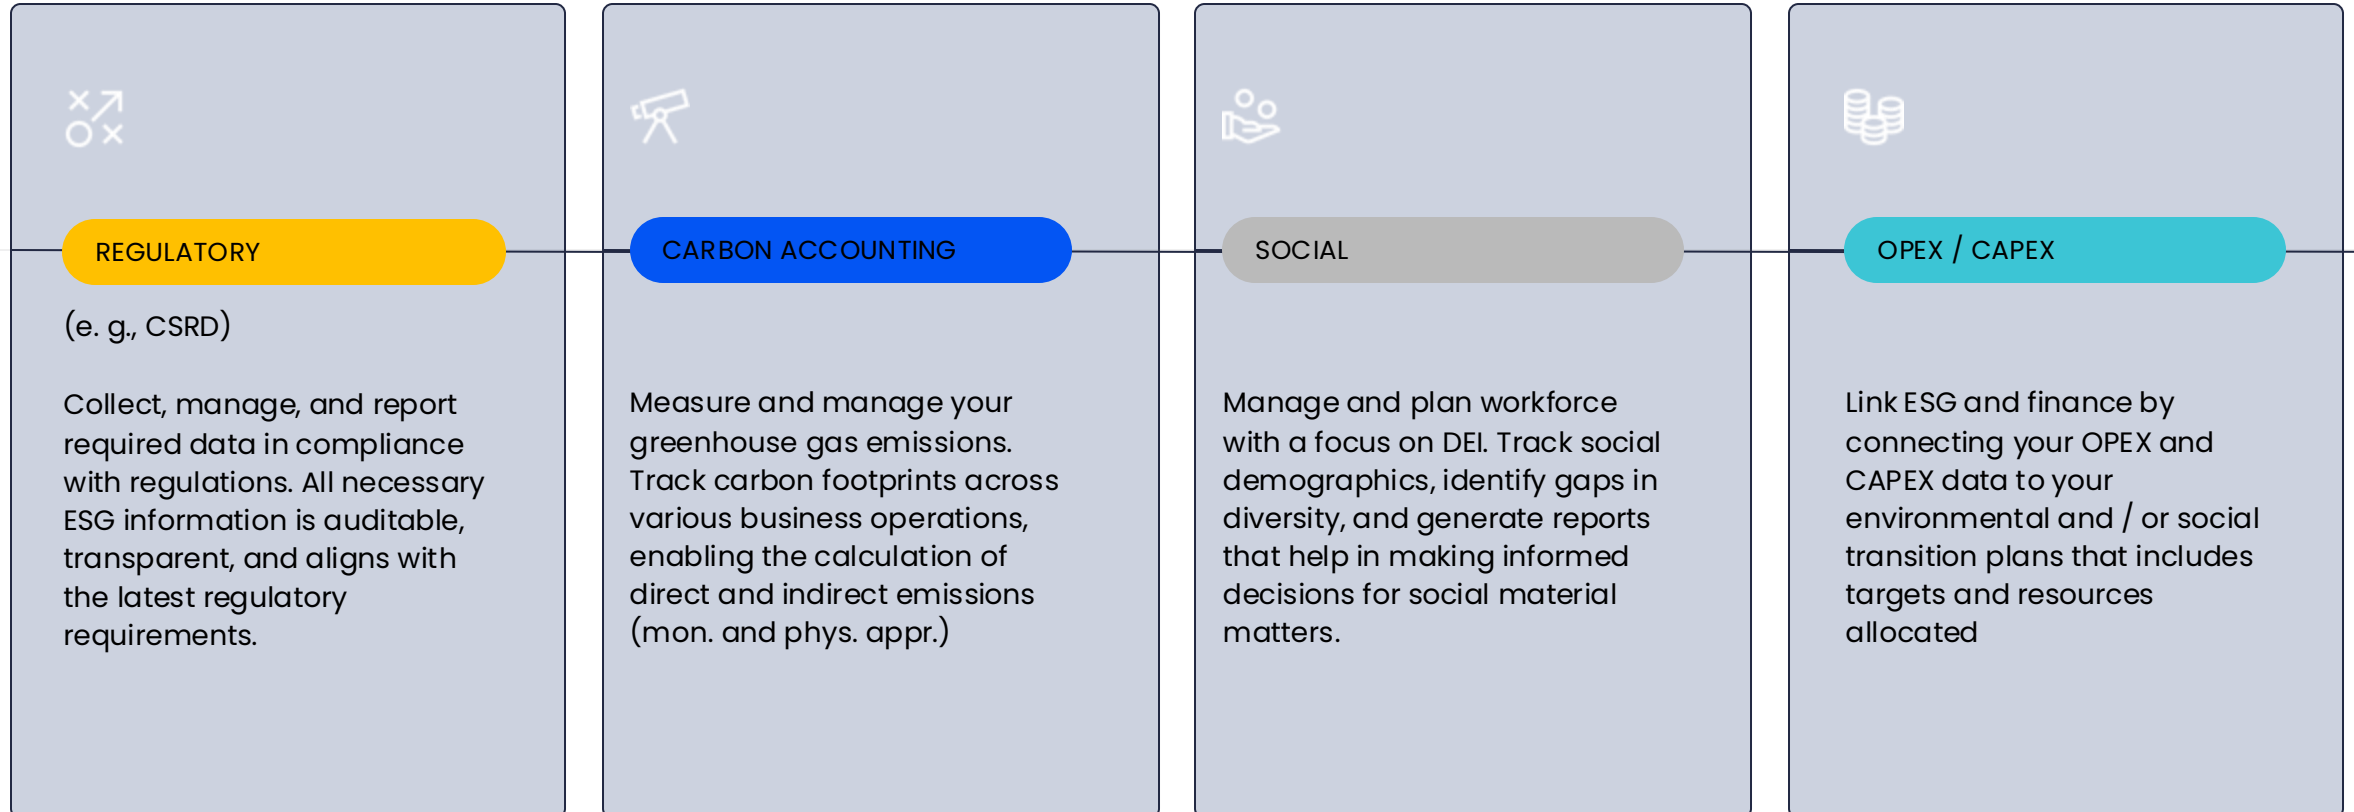 REGULATORY
(e. g., CSRD)
Collect, manage, and report
required data in compliance
with regulations. All necessary
ESG information is auditable,
transparent, and aligns with
the latest regulatory
requirements.
CARBON ACCOUNTING
Measure and manage your
greenhouse gas emissions.
Track carbon footprints across
various business operations,
enabling the calculation of
direct and indirect emissions
(mon. and phys. appr.)
SOCIAL
Manage and plan workforce
with a focus on DEI. Track social
demographics, identify gaps in
diversity, and generate reports
that help in making informed
decisions for social material
matters.
OPEX / CAPEX
Link ESG and finance by
connecting your OPEX and
CAPEX data to your
environmental and / or social
transition plans that includes
targets and resources
allocated